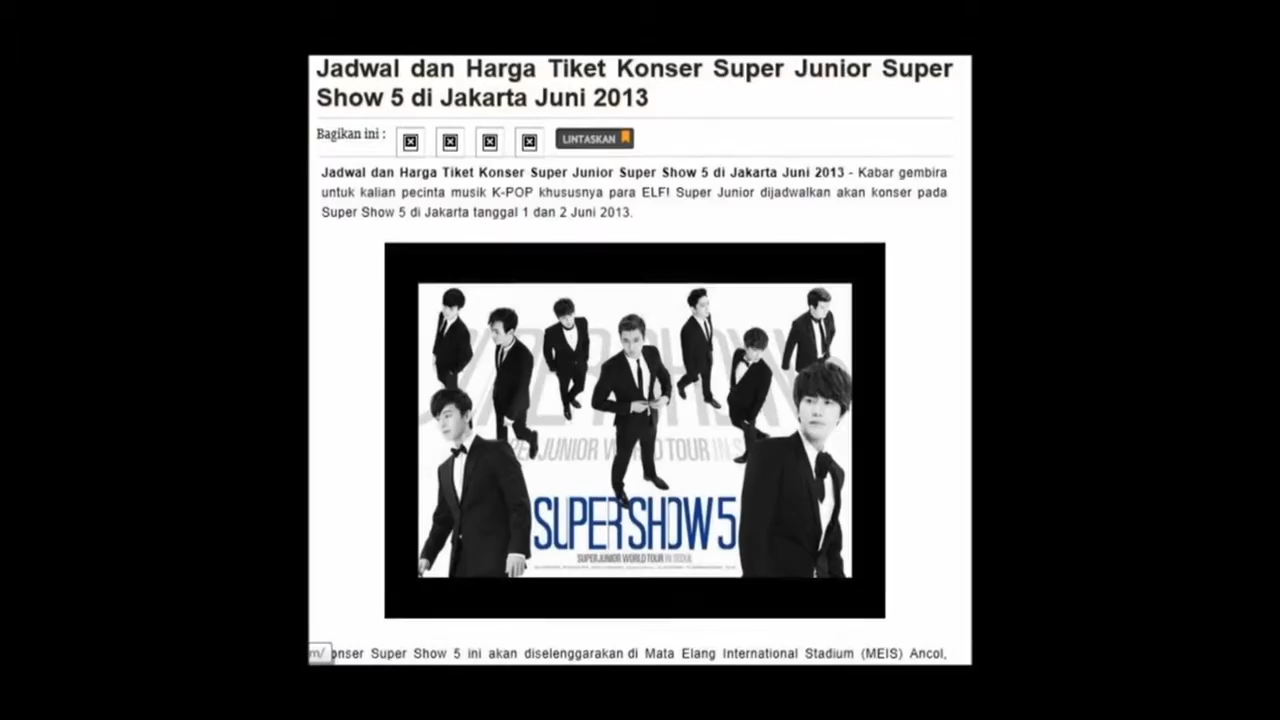 Jadwal dan Harga Tiket Konser Super Junior Super
Show 5 di Jakarta Juni 2013
Bagikan ini :
LINTASKAN
Jadwal dan Harga Tiket Konser Super Junior Super Show 5 di Jakarta Juni 2013 - Kabar gembira
untuk kalian pecinta musik K-POP khususnya para ELF! Super Junior dijadwalkan akan konser pada
Super Show 5 di Jakarta tanggal 1 dan 2 Juni 2013.
SUPER SHOW 5
SUPERJUNIOR WORLD TOUR IN SEOUL
m/
onser Super Show 5 ini akan diselenggarakan di Mata Elang International Stadium (MEIS) Ancol,